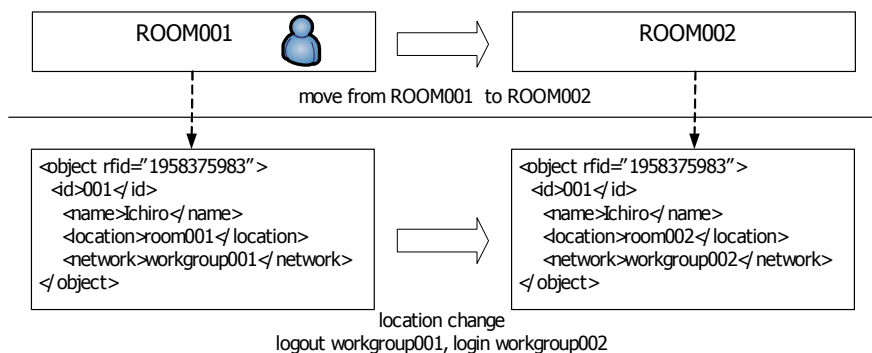 ROOM001
ROOM002
move from ROOM001 to ROOM002
<object rfid="1958375983">
<id>001</id>
<name>Ichiro</name>
<location>room001</location>
<network>workgroup001</network>
</object>
<object rfid="1958375983">
<id>001</id>
<name>Ichiro</name>
<location>room002</location>
<network>workgroup002</network>
</object>
location change
logout workgroup001, login workgroup002